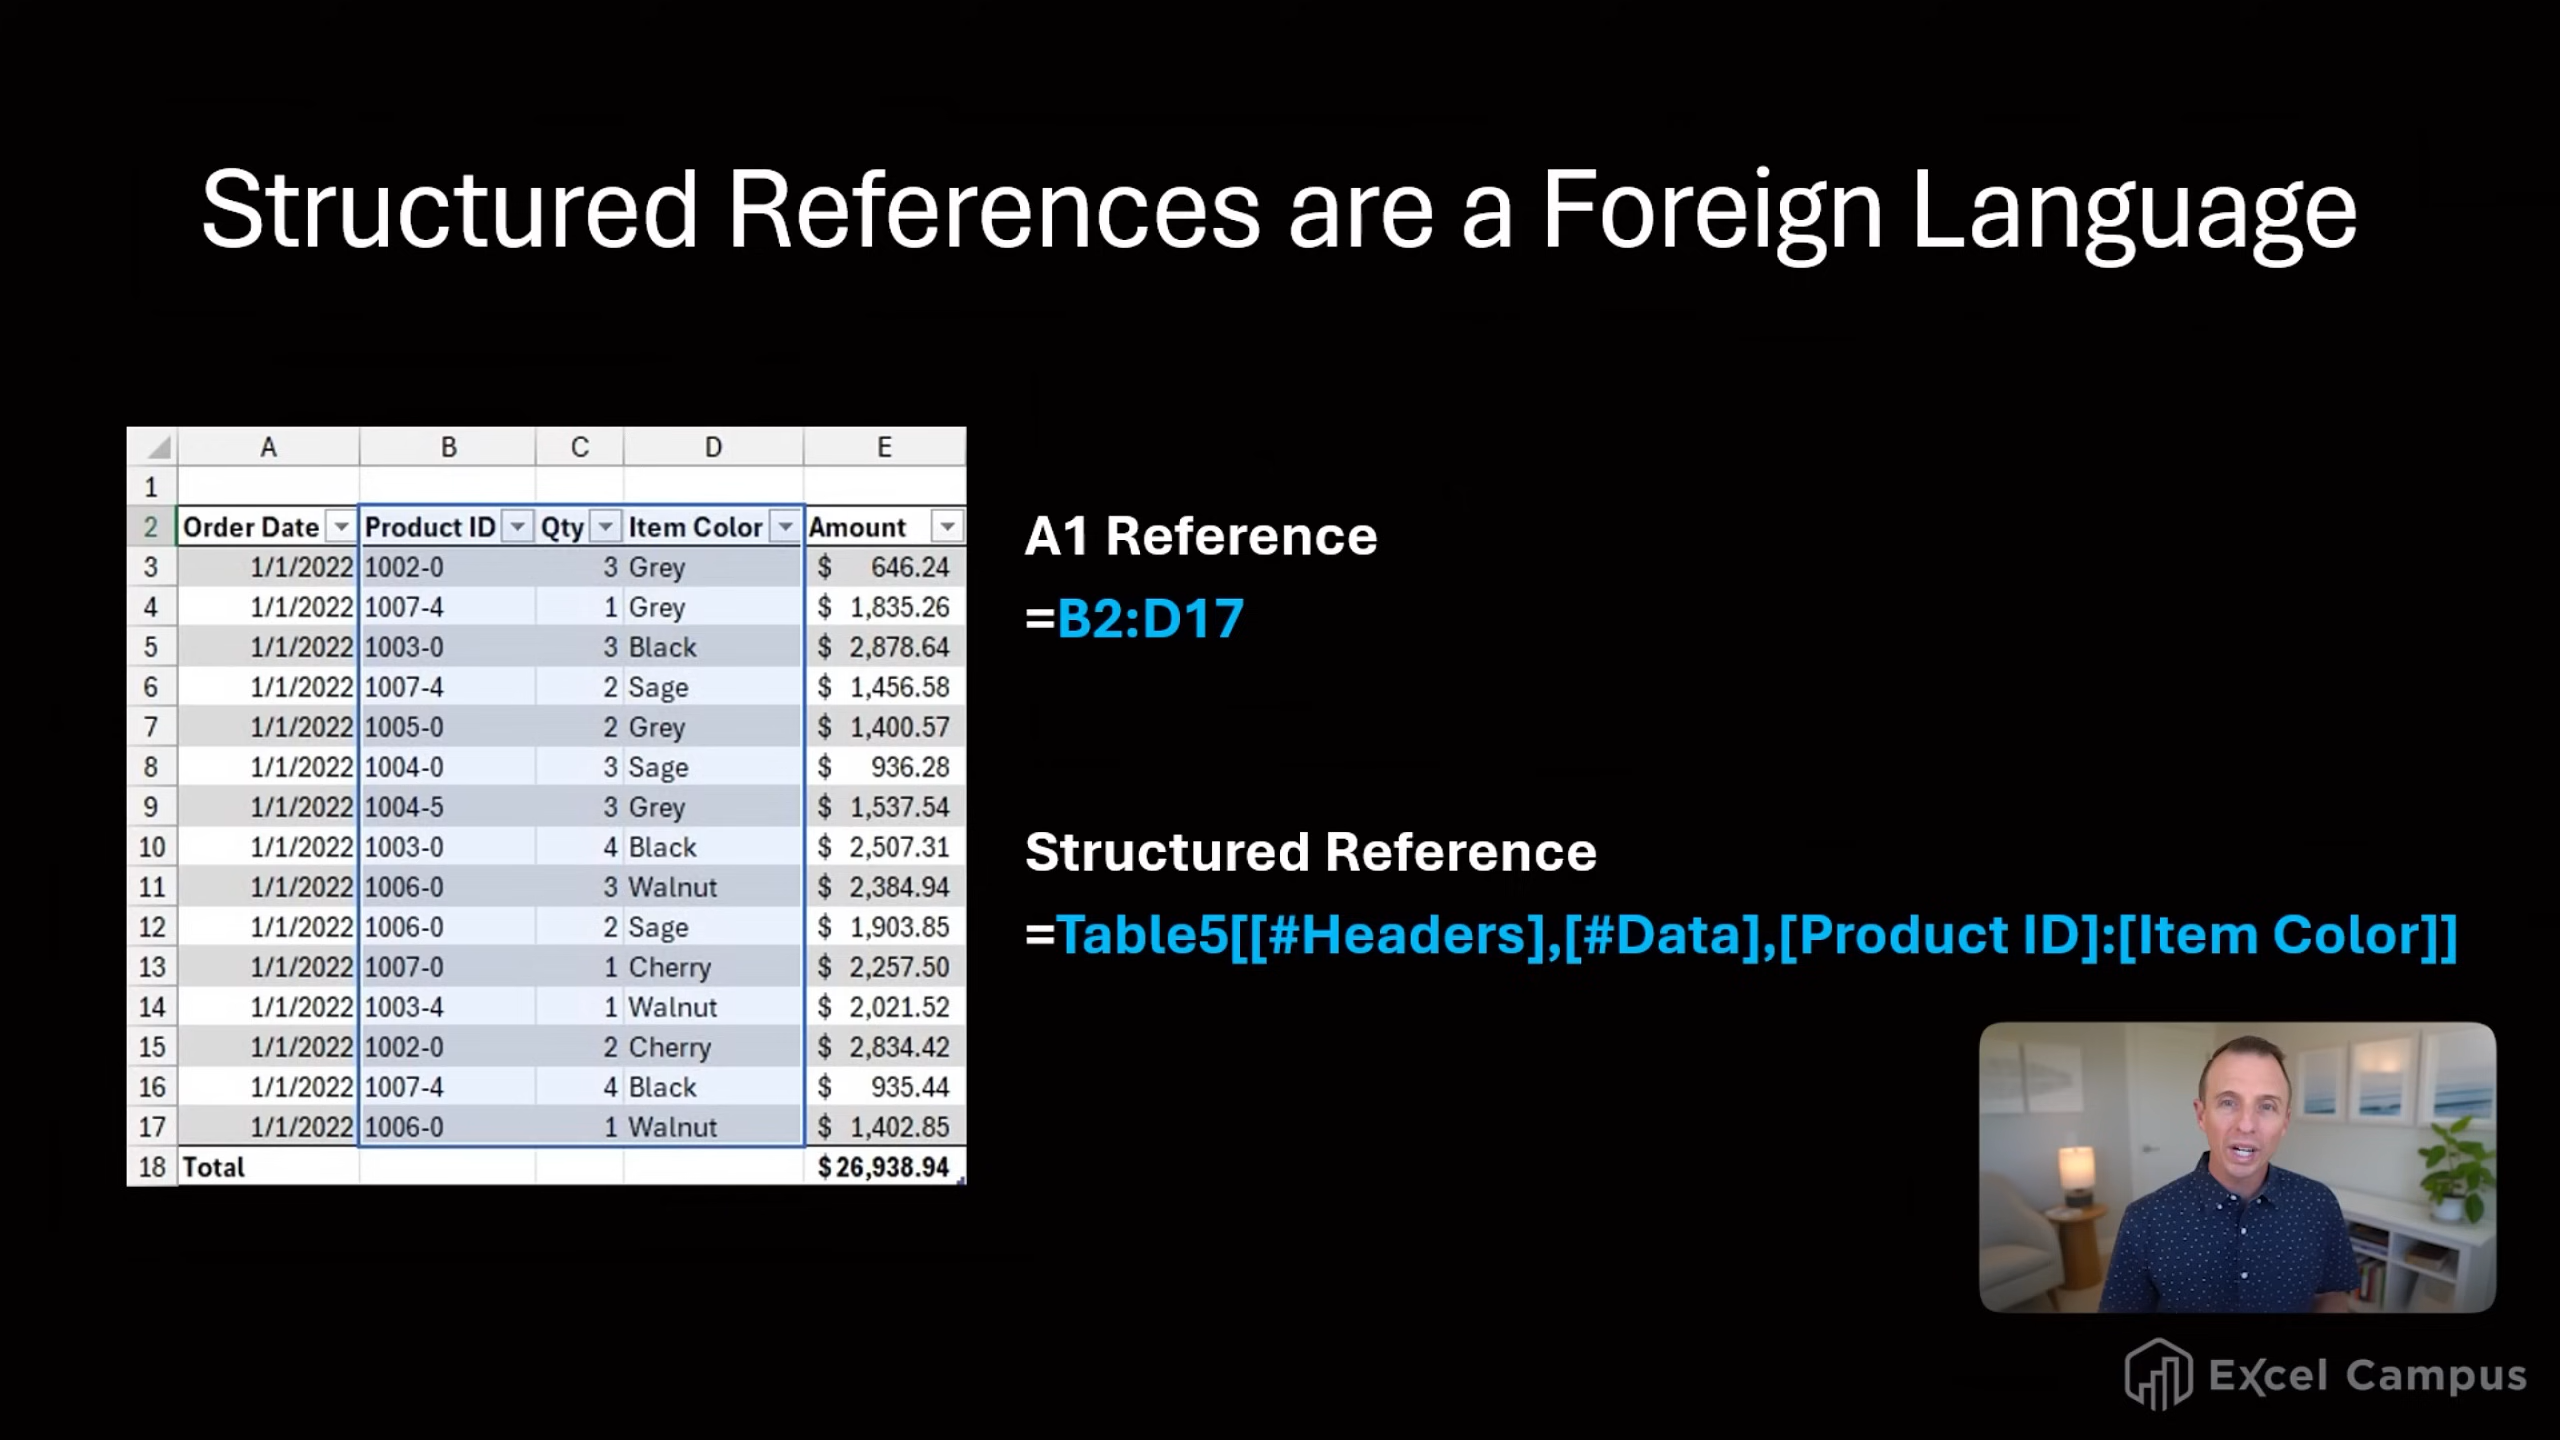 Structured References are a Foreign Language
A B C D E
1
2 Order Date Product ID Qty Item Color Amount
3 1/1/2022 1002-0 3 Grey $ 646.24
4 1/1/2022 1007-4 1 Grey $ 1,835.26
5 1/1/2022 1003-0 3 Black $ 2,878.64
6 1/1/2022 1007-4 2 Sage $ 1,456.58
7 1/1/2022 1005-0 2 Grey $ 1,400.57
8 1/1/2022 1004-0 3 Sage $ 936.28
9 1/1/2022 1004-5 3 Grey $ 1,537.54
10 1/1/2022 1003-0 4 Black $ 2,507.31
11 1/1/2022 1006-0 3 Walnut $ 2,384.94
12 1/1/2022 1006-0 2 Sage $ 1,903.85
13 1/1/2022 1007-0 1 Cherry $ 2,257.50
14 1/1/2022 1003-4 1 Walnut $ 2,021.52
15 1/1/2022 1002-0 2 Cherry $ 2,834.42
16 1/1/2022 1007-4 4 Black $ 935.44
17 1/1/2022 1006-0 1 Walnut $ 1,402.85
18 Total $ 26,938.94
A1 Reference
=B2:D17
Structured Reference
=Table5[[#Headers],[#Data],[Product ID]:[Item Color]]
Excel Campus